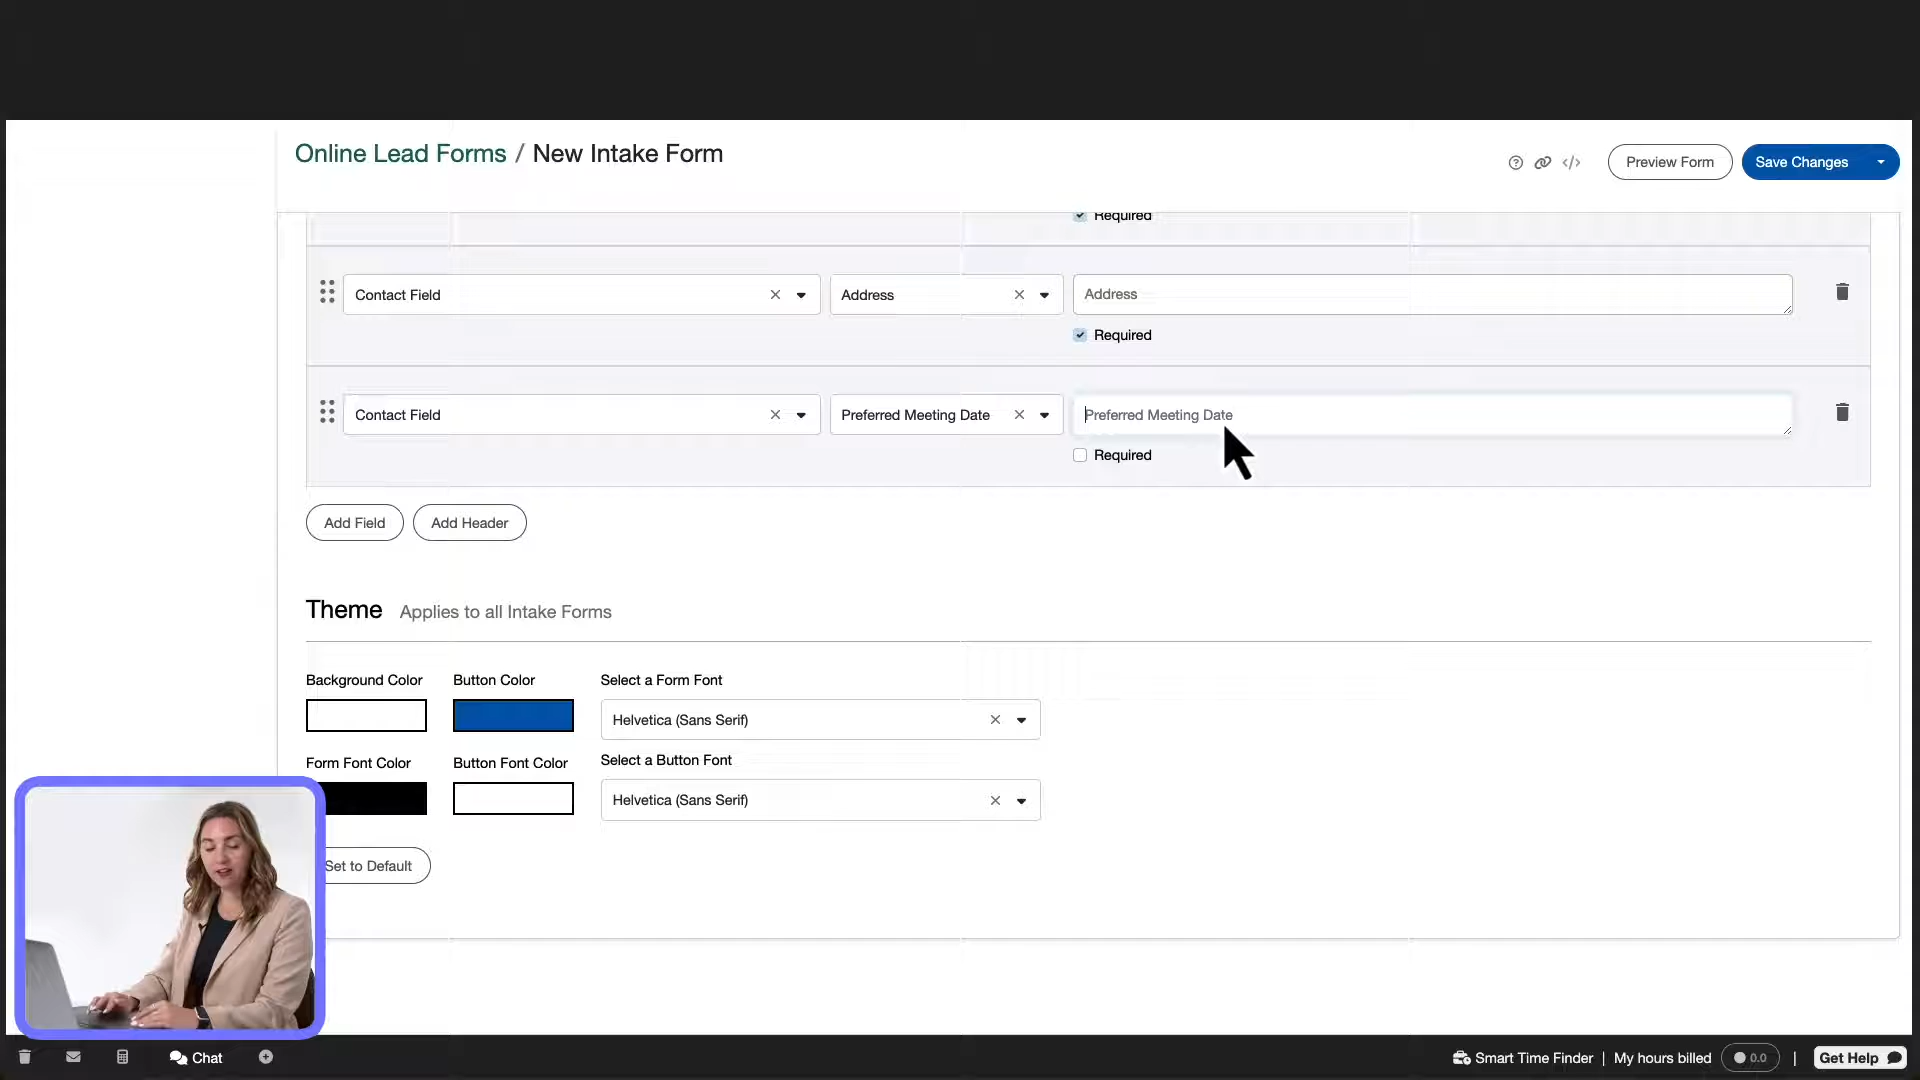 Online Lead Forms / New Intake Form
Preview Form
Save Changes
Required
Contact Field
Address
Address
Required
Contact Field
Preferred Meeting Date
Preferred Meeting Date
Required
Add Field
Add Header
Theme Applies to all Intake Forms
Background Color
Button Color
Select a Form Font
Helvetica (Sans Serif)
Form Font Color
Button Font Color
Select a Button Font
Helvetica (Sans Serif)
Set to Default
Chat
Smart Time Finder | My hours billed 0.0 | Get Help